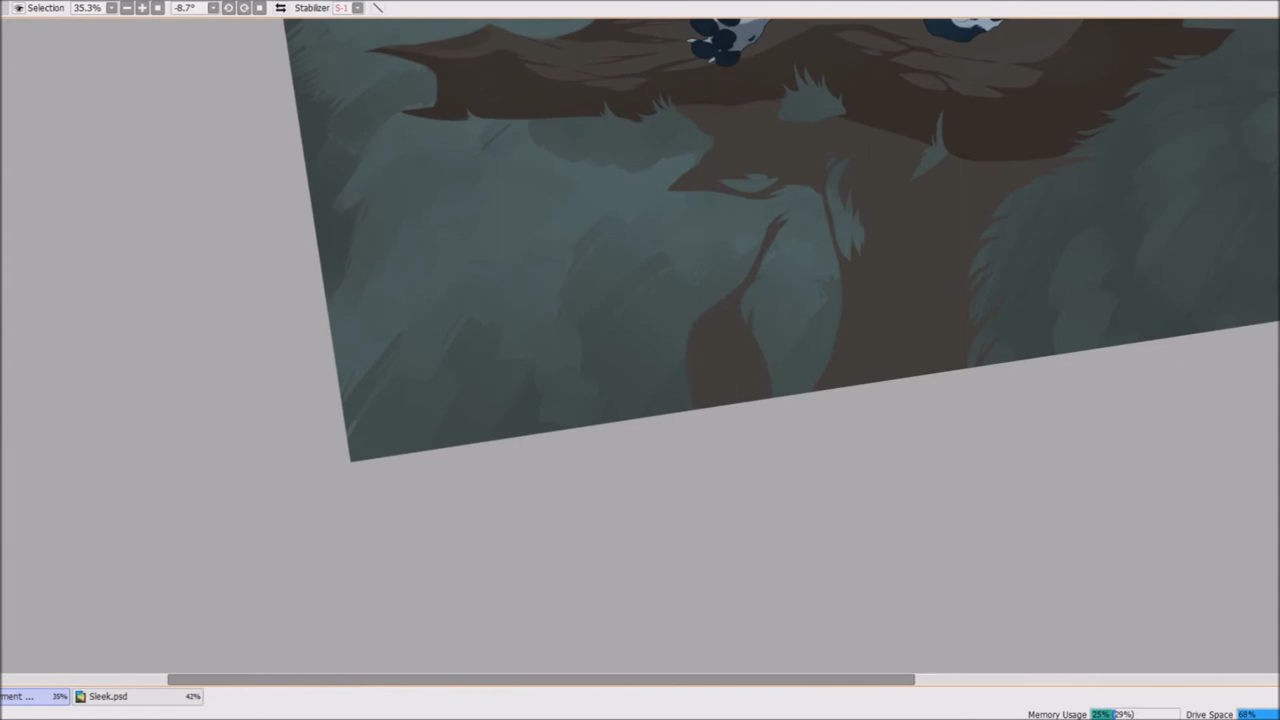 Selection 35.3% -8.7° Stabilizer S-1
ment ... 35% Sleek.psd 42%
Memory Usage 25% (29%) Drive Space 68%